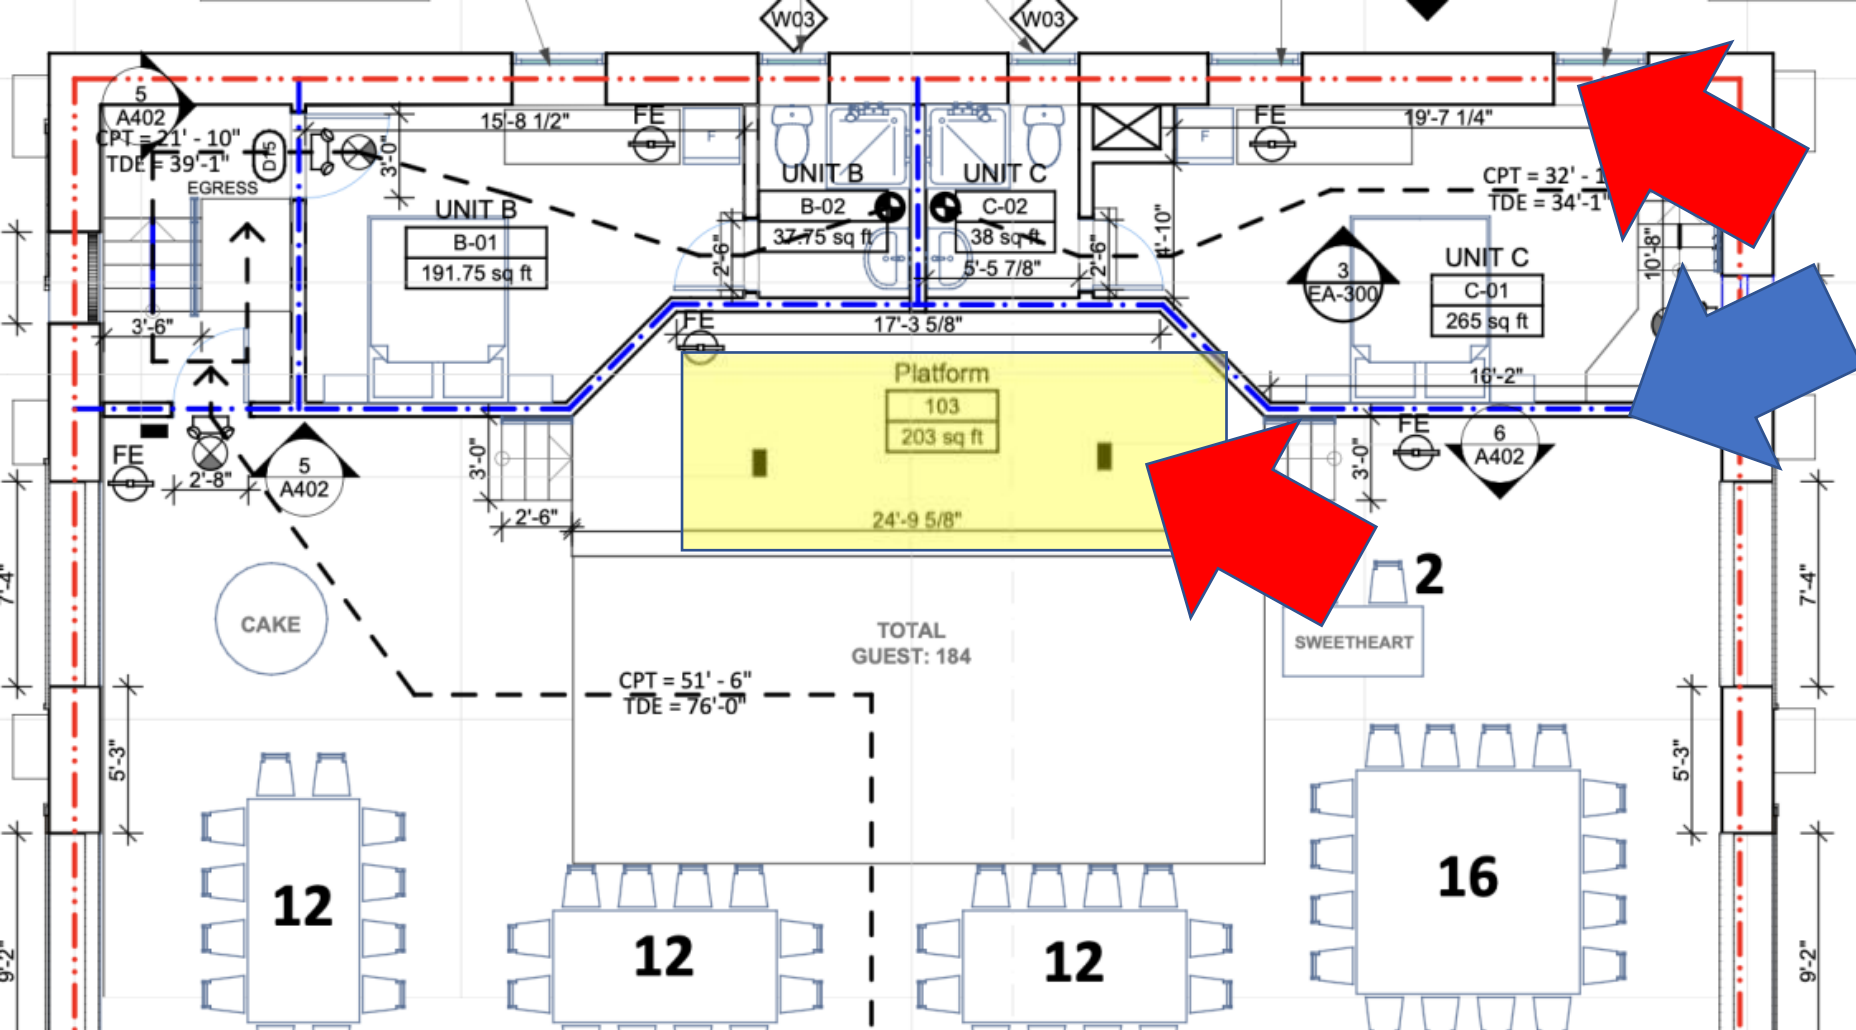 W03
W03
5
A402
CPT = 21' - 10"
TDE = 39'-1"
D15
EGRESS
3'-0"
15'-8 1/2"
FE
F
UNIT B
B-01
191.75 sq ft
UNIT B
B-02
37.75 sq ft
2'-6"
UNIT C
C-02
38 sq ft
5'-5 7/8"
2'-6"
4'-10"
F
FE
19'-7 1/4"
CPT = 32' - 1
TDE = 34'-1"
10'-8"
3
EA-300
UNIT C
C-01
265 sq ft
16'-2"
3'-6"
FE
17'-3 5/8"
Platform
103
203 sq ft
24'-9 5/8"
FE
2'-8"
5
A402
3'-0"
2'-6"
3'-0"
FE
6
A402
7'-4"
CAKE
TOTAL
GUEST: 184
2
SWEETHEART
7'-4"
CPT = 51' - 6"
TDE = 76'-0"
5'-3"
5'-3"
12
12
12
16
9'-2"
9'-2"